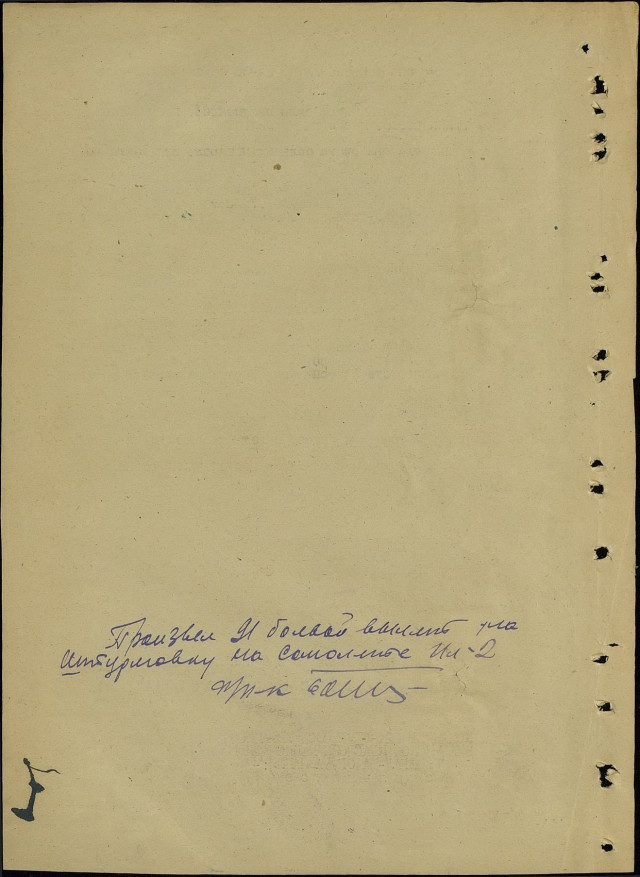 Произвел 91 боевой вылет на
штурмовку на самолете Ил-2